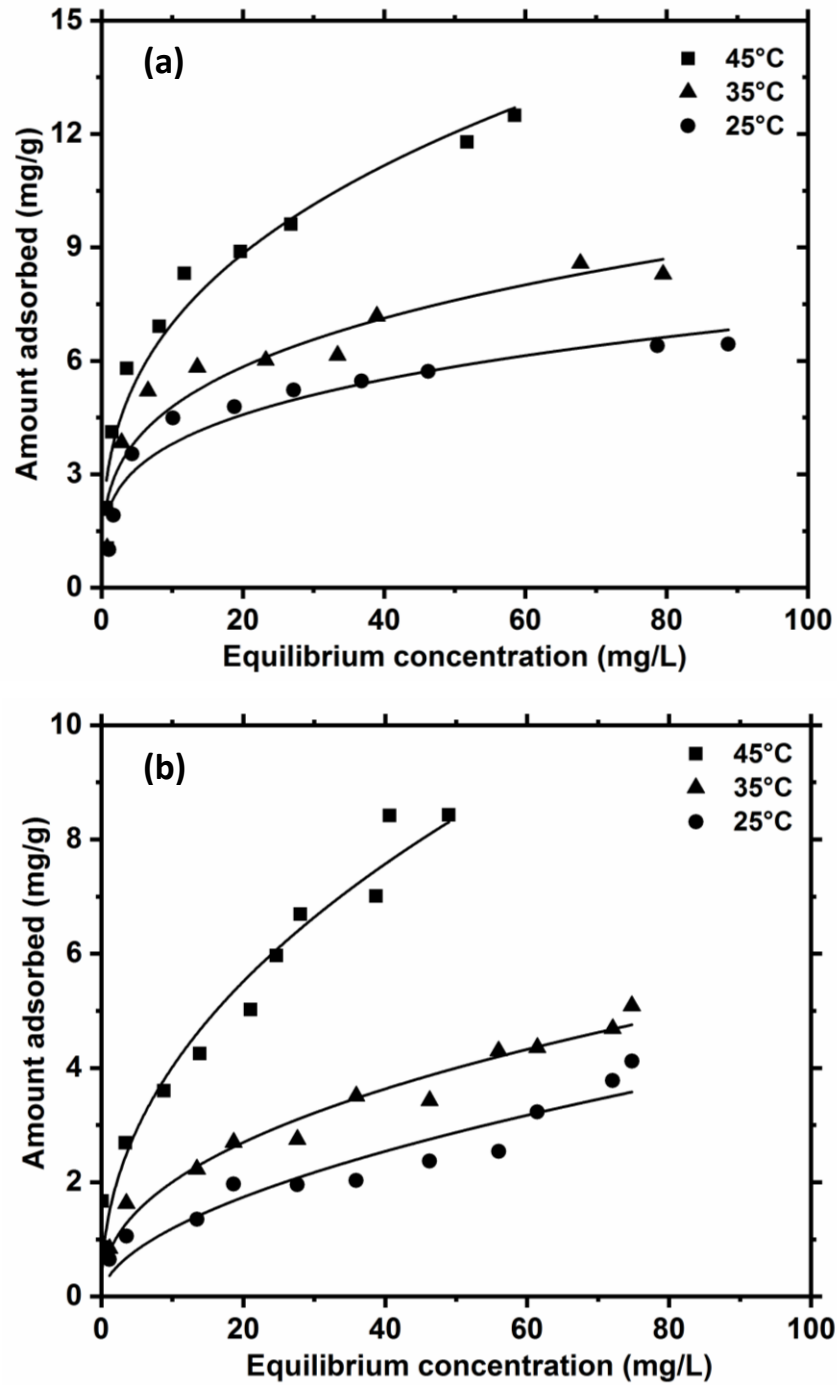 (a)
45°C
35°C
25°C
15
12
9
6
3
0
Amount adsorbed (mg/g)
0 20 40 60 80 100
Equilibrium concentration (mg/L)
(b)
45°C
35°C
25°C
10
8
6
4
2
0
Amount adsorbed (mg/g)
0 20 40 60 80 100
Equilibrium concentration (mg/L)